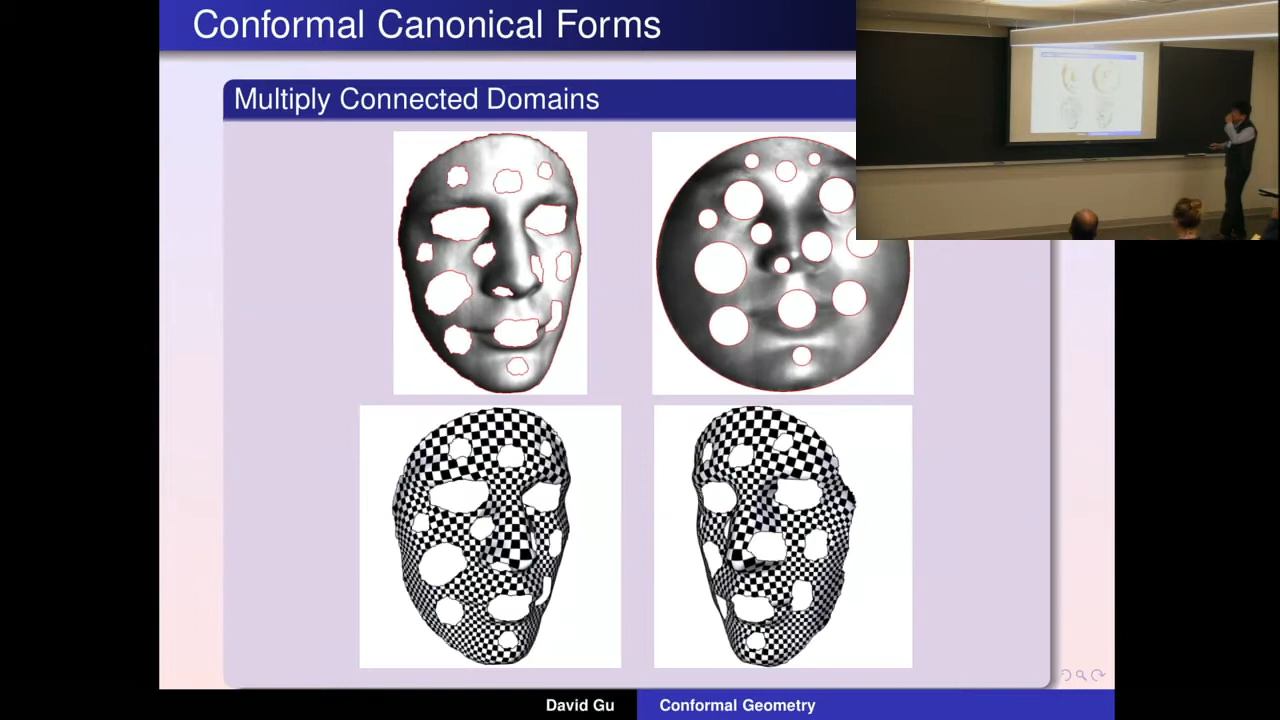 Conformal Canonical Forms
Multiply Connected Domains
David Gu
Conformal Geometry